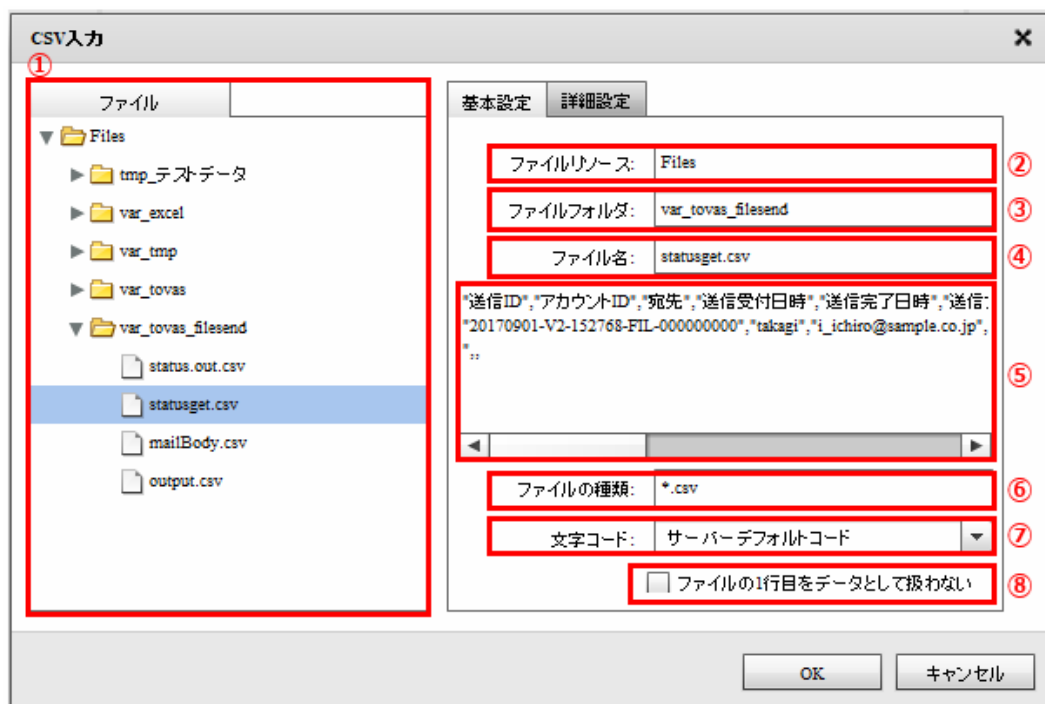 CSV入力
①
ファイル
Files
tmp_テストデータ
var_excel
var_tmp
var_tovas
var_tovas_filesend
status.out.csv
statusget.csv
mailBody.csv
output.csv
基本設定 詳細設定
ファイルリソース: Files ②
ファイルフォルダ: var_tovas_filesend ③
ファイル名: statusget.csv ④
"送信ID","アカウントID","宛先","送信受付日時","送信完了日時","送信
"20170901-V2-152768-FIL-000000000","takagi","i_ichiro@sample.co.jp",
",,
⑤
ファイルの種類: *.csv ⑥
文字コード: サーバーデフォルトコード ⑦
ファイルの1行目をデータとして扱わない ⑧
OK キャンセル